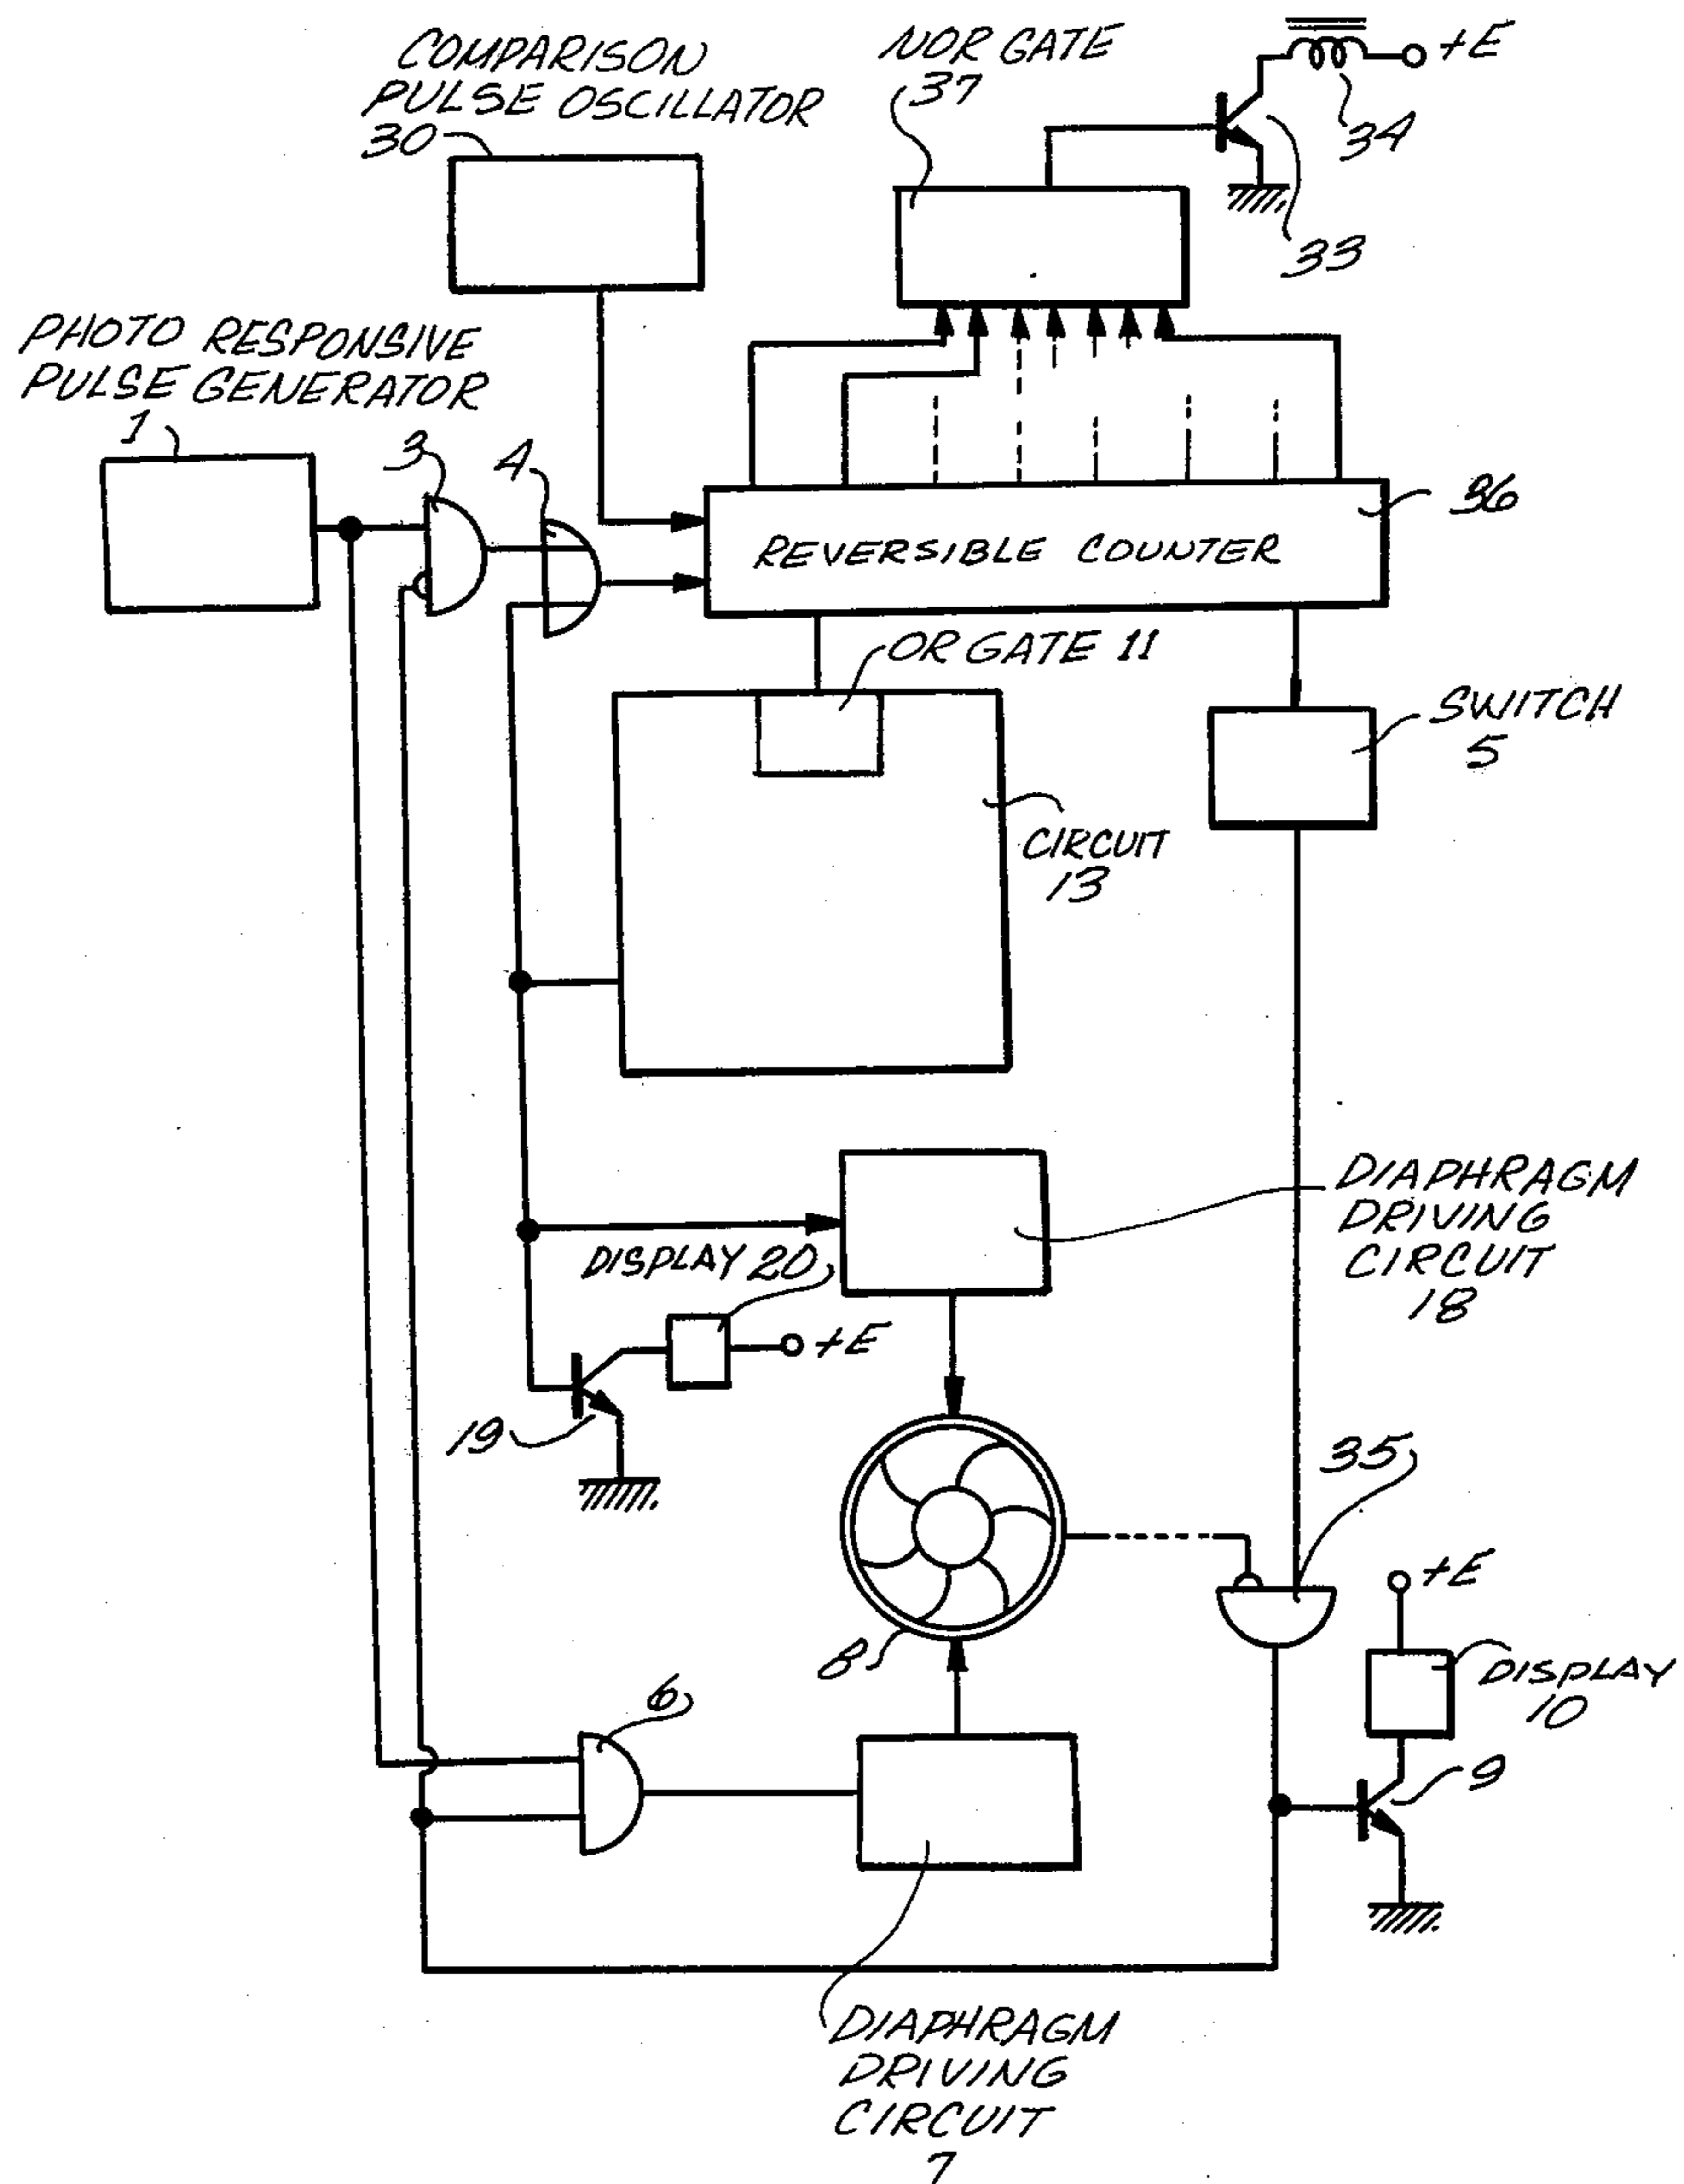 COMPARISON
PULSE OSCILLATOR
30
NOR GATE
37
+E
34
33
PHOTO RESPONSIVE
PULSE GENERATOR
1
3
4
36
REVERSIBLE COUNTER
OR GATE 11
SWITCH
5
CIRCUIT
13
DIAPHRAGM
DRIVING
CIRCUIT
18
DISPLAY 20
+E
19
35
+E
8
DISPLAY
10
6
9
DIAPHRAGM
DRIVING
CIRCUIT
7